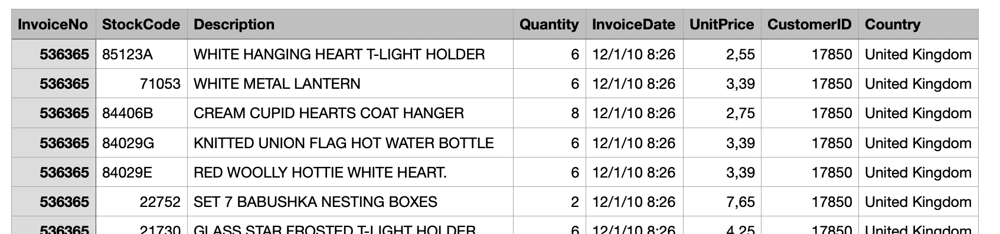 InvoiceNo StockCode Description Quantity InvoiceDate UnitPrice CustomerID Country
536365 85123A WHITE HANGING HEART T-LIGHT HOLDER 6 12/1/10 8:26 2,55 17850 United Kingdom
536365 71053 WHITE METAL LANTERN 6 12/1/10 8:26 3,39 17850 United Kingdom
536365 84406B CREAM CUPID HEARTS COAT HANGER 8 12/1/10 8:26 2,75 17850 United Kingdom
536365 84029G KNITTED UNION FLAG HOT WATER BOTTLE 6 12/1/10 8:26 3,39 17850 United Kingdom
536365 84029E RED WOOLLY HOTTIE WHITE HEART. 6 12/1/10 8:26 3,39 17850 United Kingdom
536365 22752 SET 7 BABUSHKA NESTING BOXES 2 12/1/10 8:26 7,65 17850 United Kingdom
536365 21730 GLASS STAR FROSTED T-LIGHT HOLDER 6 12/1/10 8:26 4,25 17850 United Kingdom